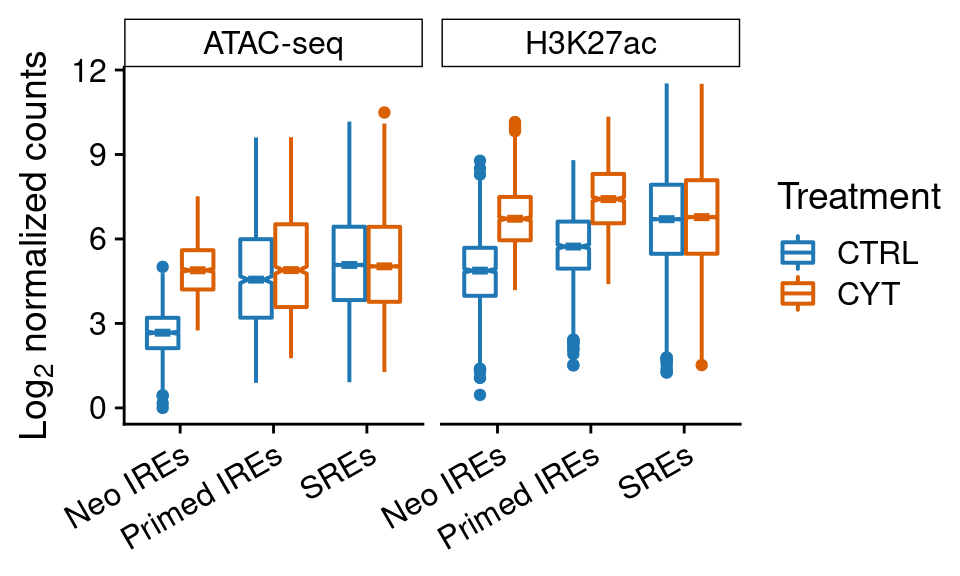 ATAC-seq
H3K27ac
Log₂ normalized counts
12
9
6
3
0
Neo IREs
Primed IREs
SREs
Neo IREs
Primed IREs
SREs
Treatment
CTRL
CYT